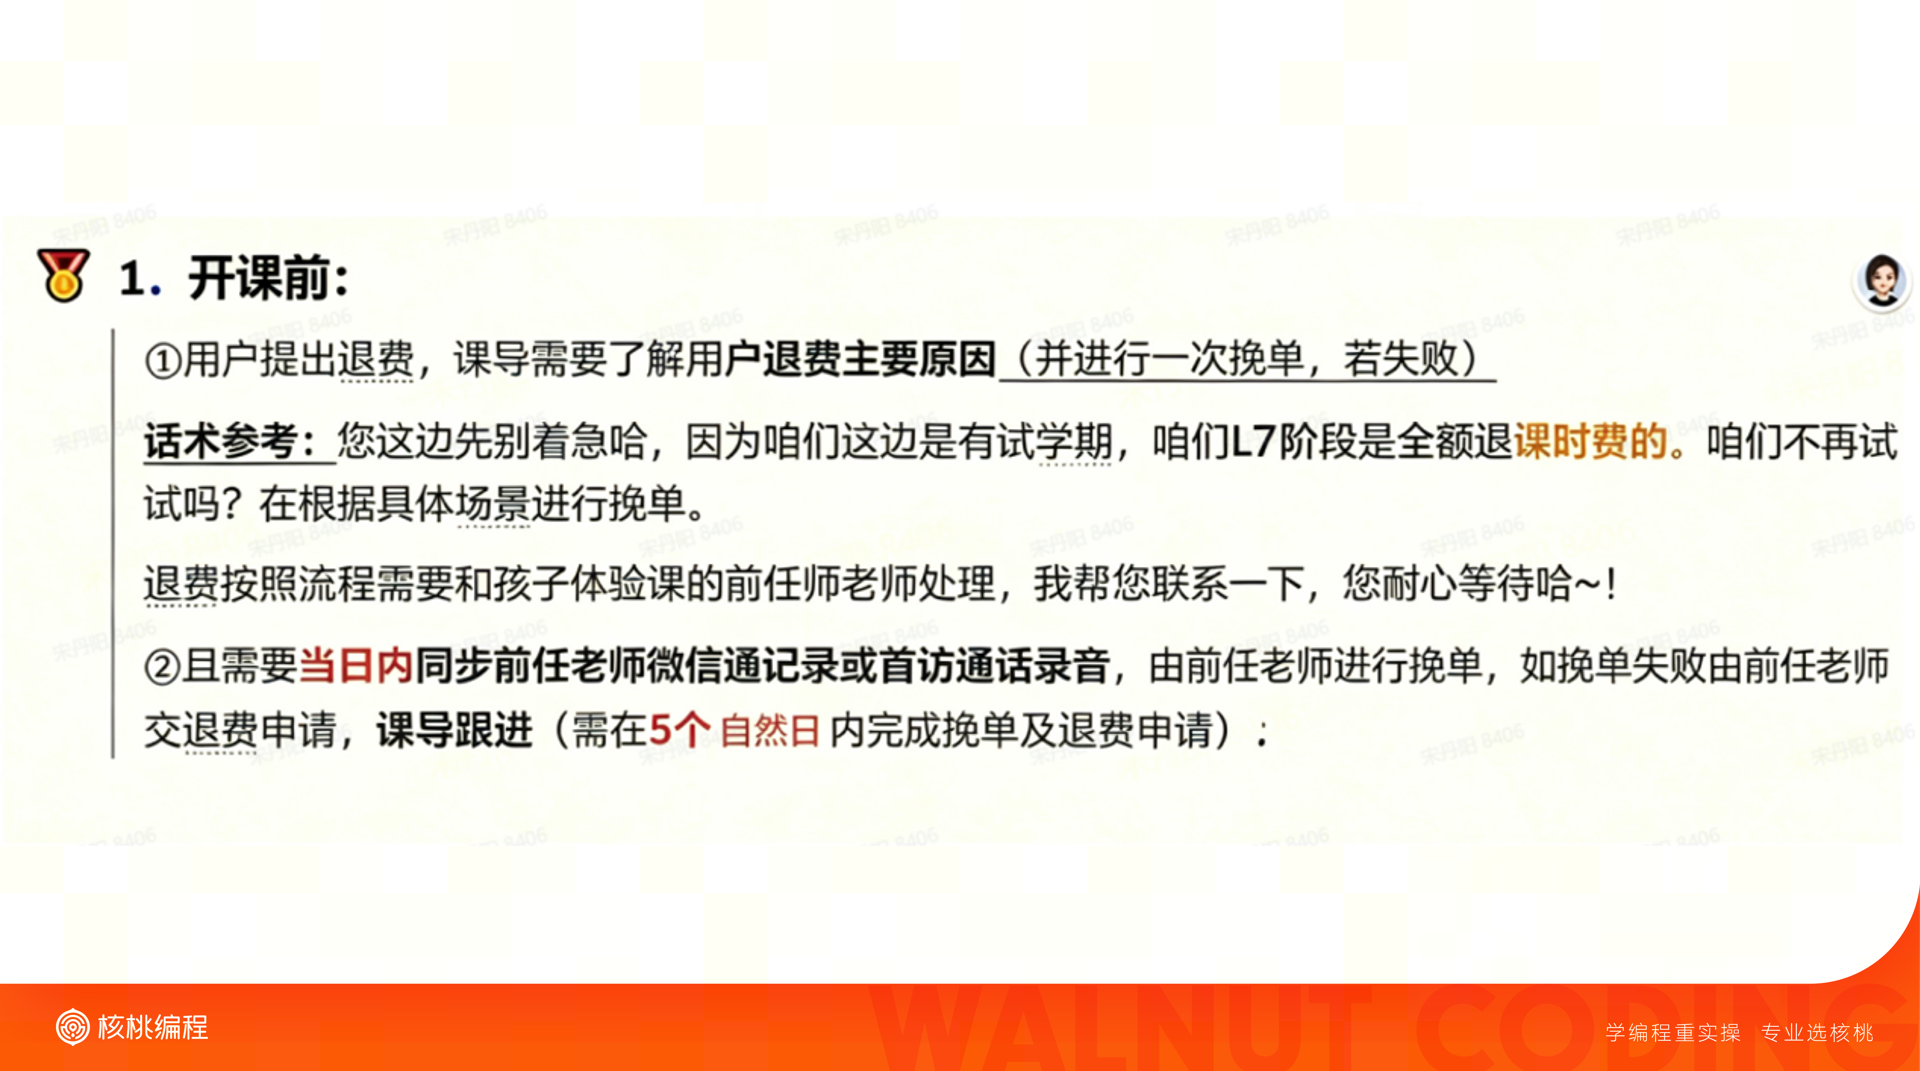 1. 开课前：
①用户提出退费，课导需要了解用户退费主要原因（并进行一次挽单，若失败）
话术参考：您这边先别着急哈，因为咱们这边是有试学期，咱们L7阶段是全额退课时费的。咱们不再试
试吗？在根据具体场景进行挽单。
退费按照流程需要和孩子体验课的前任师老师处理，我帮您联系一下，您耐心等待哈~！
②且需要当日内同步前任老师微信通记录或首访通话录音，由前任老师进行挽单，如挽单失败由前任老师
交退费申请，课导跟进（需在5个 自然日 内完成挽单及退费申请）；
宋丹阳 8406
核桃编程
WALNUT CODING
学编程重实操 专业选核桃